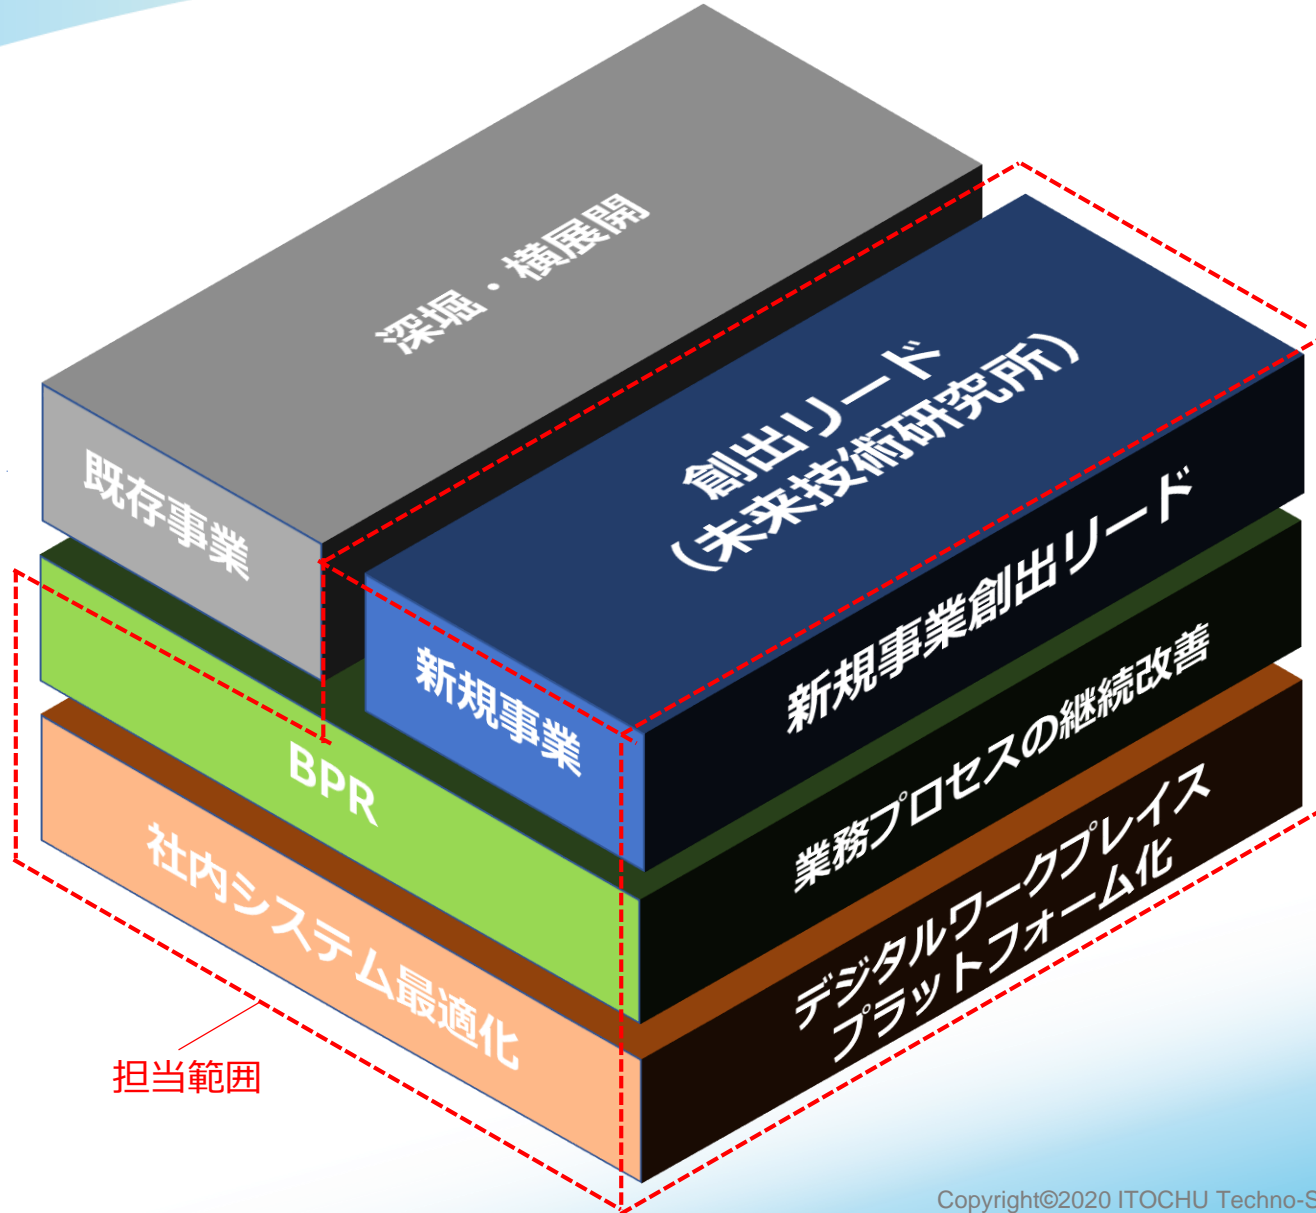 深堀・横展開
創出リード
（未来技術研究所）
既存事業
新規事業
新規事業創出リード
BPR
業務プロセスの継続改善
社内システム最適化
デジタルワークプレイス
プラットフォーム化
担当範囲
Copyright©2020 ITOCHU Techno-S